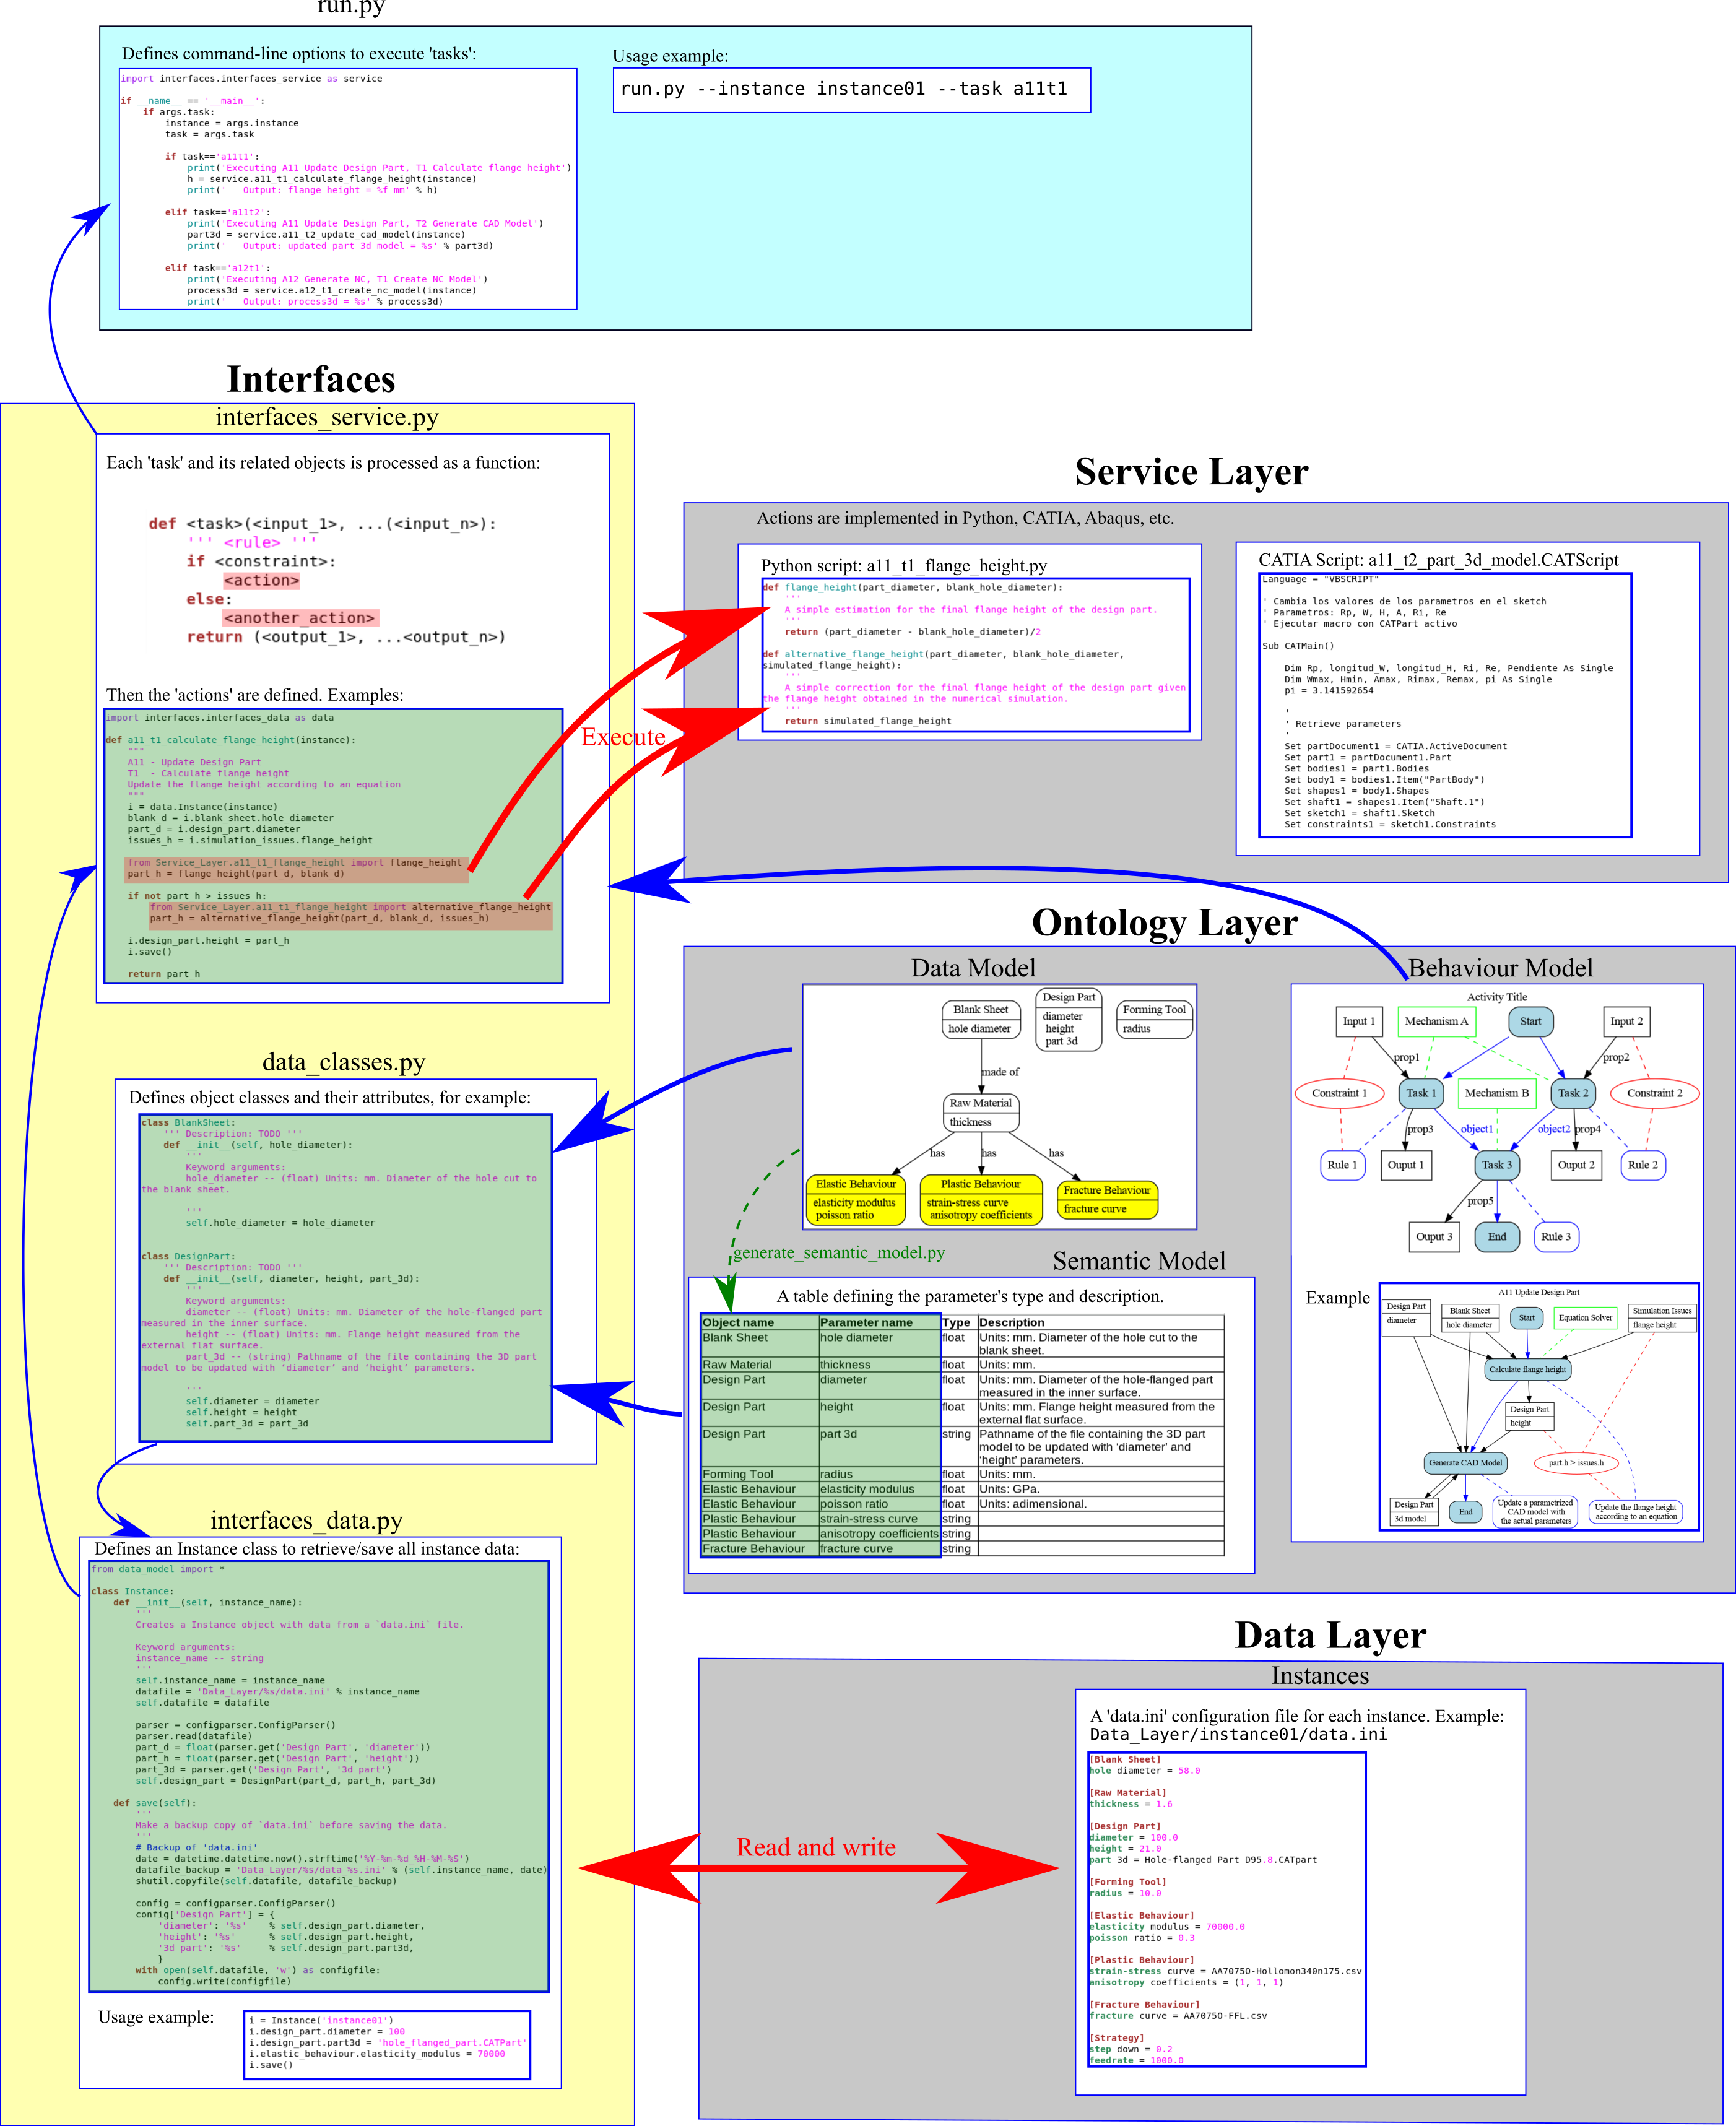 run.py
Defines command-line options to execute 'tasks':
import interfaces.interfaces_service as service
if __name__ == '__main__':
if args.task:
instance = args.instance
task = args.task
if task=='a11t1':
print('Executing A11 Update Design Part, T1 Calculate flange height')
h = service.a11_t1_calculate_flange_height(instance)
print('   Output: flange height = %f mm' % h)
elif task=='a11t2':
print('Executing A11 Update Design Part, T2 Generate CAD Model')
part3d = service.a11_t2_update_cad_model(instance)
print('   Output: updated part 3d model = %s' % part3d)
elif task=='a12t1':
print('Executing A12 Generate NC, T1 Create NC Model')
process3d = service.a12_t1_create_nc_model(instance)
print('   Output: process3d = %s' % process3d)
Usage example:
run.py --instance instance01 --task a11t1
Interfaces
interfaces_service.py
Each 'task' and its related objects is processed as a function:
def <task>(<input_1>, ...(<input_n>):
''' <rule> '''
if <constraint>:
<action>
else:
<another_action>
return (<output_1>, ...<output_n>)
Then the 'actions' are defined. Examples:
import interfaces.interfaces_data as data
def a11_t1_calculate_flange_height(instance):
"""
A11 - Update Design Part
T1  - Calculate flange height
Update the flange height according to an equation
"""
i = data.Instance(instance)
blank_d = i.blank_sheet.hole_diameter
part_d = i.design_part.diameter
issues_h = i.simulation_issues.flange_height
from Service_Layer.a11_t1_flange_height import flange_height
part_h = flange_height(part_d, blank_d)
if not part_h > issues_h:
from Service_Layer.a11_t1_flange_height import alternative_flange_height
part_h = alternative_flange_height(part_d, blank_d, issues_h)
i.design_part.height = part_h
i.save()
return part_h
Execute
Service Layer
Actions are implemented in Python, CATIA, Abaqus, etc.
Python script: a11_t1_flange_height.py
def flange_height(part_diameter, blank_hole_diameter):
'''
A simple estimation for the final flange height of the design part.
'''
return (part_diameter - blank_hole_diameter)/2
def alternative_flange_height(part_diameter, blank_hole_diameter,
simulated_flange_height):
'''
A simple correction for the final flange height of the design part given
the flange height obtained in the numerical simulation.
'''
return simulated_flange_height
CATIA Script: a11_t2_part_3d_model.CATScript
Language = "VBSCRIPT"
' Cambia los valores de los parametros en el sketch
' Parametros: Rp, W, H, A, Ri, Re
' Ejecutar macro con CATPart activo
Sub CATMain()
Dim Rp, longitud_W, longitud_H, Ri, Re, Pendiente As Single
Dim Wmax, Hmin, Amax, Rimax, Remax, pi As Single
pi = 3.141592654
'
' Retrieve parameters
'
Set partDocument1 = CATIA.ActiveDocument
Set part1 = partDocument1.Part
Set bodies1 = part1.Bodies
Set body1 = bodies1.Item("PartBody")
Set shapes1 = body1.Shapes
Set shaft1 = shapes1.Item("Shaft.1")
Set sketch1 = shaft1.Sketch
Set constraints1 = sketch1.Constraints
Ontology Layer
Data Model
Blank Sheet
hole diameter
Design Part
diameter
height
part 3d
Forming Tool
radius
made of
Raw Material
thickness
has
has
has
Elastic Behaviour
elasticity modulus
poisson ratio
Plastic Behaviour
strain-stress curve
anisotropy coefficients
Fracture Behaviour
fracture curve
generate_semantic_model.py
Semantic Model
A table defining the parameter's type and description.
Object name Parameter name Type Description
Blank Sheet hole diameter float Units: mm. Diameter of the hole cut to the
blank sheet.
Raw Material thickness float Units: mm.
Design Part diameter float Units: mm. Diameter of the hole-flanged part
measured in the inner surface.
Design Part height float Units: mm. Flange height measured from the
external flat surface.
Design Part part 3d string Pathname of the file containing the 3D part
model to be updated with ‘diameter’ and
‘height’ parameters.
Forming Tool radius float Units: mm.
Elastic Behaviour elasticity modulus float Units: GPa.
Elastic Behaviour poisson ratio float Units: adimensional.
Plastic Behaviour strain-stress curve string
Plastic Behaviour anisotropy coefficients string
Fracture Behaviour fracture curve string
Behaviour Model
Activity Title
Input 1
Mechanism A
Start
Input 2
prop1
prop2
Constraint 1
Task 1
Mechanism B
Task 2
Constraint 2
prop3
object1
object2
prop4
Rule 1
Ouput 1
Task 3
Ouput 2
Rule 2
prop5
Ouput 3
End
Rule 3
Example
A11 Update Design Part
Design Part
diameter
Blank Sheet
hole diameter
Start
Equation Solver
Simulation Issues
flange height
Calculate flange height
Design Part
height
Generate CAD Model
part.h > issues.h
Design Part
3d model
End
Update a parametrized
CAD model with
the actual parameters
Update the flange height
according to an equation
data_classes.py
Defines object classes and their attributes, for example:
class BlankSheet:
''' Description: TODO '''
def __init__(self, hole_diameter):
'''
Keyword arguments:
hole_diameter -- (float) Units: mm. Diameter of the hole cut to
the blank sheet.
'''
self.hole_diameter = hole_diameter
class DesignPart:
''' Description: TODO '''
def __init__(self, diameter, height, part_3d):
'''
Keyword arguments:
diameter -- (float) Units: mm. Diameter of the hole-flanged part
measured in the inner surface.
height -- (float) Units: mm. Flange height measured from the
external flat surface.
part_3d -- (string) Pathname of the file containing the 3D part
model to be updated with ‘diameter’ and ‘height’ parameters.
'''
self.diameter = diameter
self.height = height
self.part_3d = part_3d
interfaces_data.py
Defines an Instance class to retrieve/save all instance data:
from data_model import *
class Instance:
def __init__(self, instance_name):
'''
Creates a Instance object with data from a `data.ini` file.
Keyword arguments:
instance_name -- string
'''
self.instance_name = instance_name
datafile = 'Data_Layer/%s/data.ini' % instance_name
self.datafile = datafile
parser = configparser.ConfigParser()
parser.read(datafile)
part_d = float(parser.get('Design Part', 'diameter'))
part_h = float(parser.get('Design Part', 'height'))
part_3d = parser.get('Design Part', '3d part')
self.design_part = DesignPart(part_d, part_h, part_3d)
def save(self):
'''
Make a backup copy of `data.ini` before saving the data.
'''
# Backup of 'data.ini'
date = datetime.datetime.now().strftime('%Y-%m-%d_%H-%M-%S')
datafile_backup = 'Data_Layer/%s/data_%s.ini' % (self.instance_name, date)
shutil.copyfile(self.datafile, datafile_backup)
config = configparser.ConfigParser()
config['Design Part'] = {
'diameter': '%s'    % self.design_part.diameter,
'height': '%s'      % self.design_part.height,
'3d part': '%s'     % self.design_part.part3d,
}
with open(self.datafile, 'w') as configfile:
config.write(configfile)
Usage example:
i = Instance('instance01')
i.design_part.diameter = 100
i.design_part.part3d = 'hole_flanged_part.CATPart'
i.elastic_behaviour.elasticity_modulus = 70000
i.save()
Read and write
Data Layer
Instances
A 'data.ini' configuration file for each instance. Example:
Data_Layer/instance01/data.ini
[Blank Sheet]
hole diameter = 58.0
[Raw Material]
thickness = 1.6
[Design Part]
diameter = 100.0
height = 21.0
part 3d = Hole-flanged Part D95.8.CATpart
[Forming Tool]
radius = 10.0
[Elastic Behaviour]
elasticity modulus = 70000.0
poisson ratio = 0.3
[Plastic Behaviour]
strain-stress curve = AA7075O-Hollomon340n175.csv
anisotropy coefficients = (1, 1, 1)
[Fracture Behaviour]
fracture curve = AA7075O-FFL.csv
[Strategy]
step down = 0.2
feedrate = 1000.0